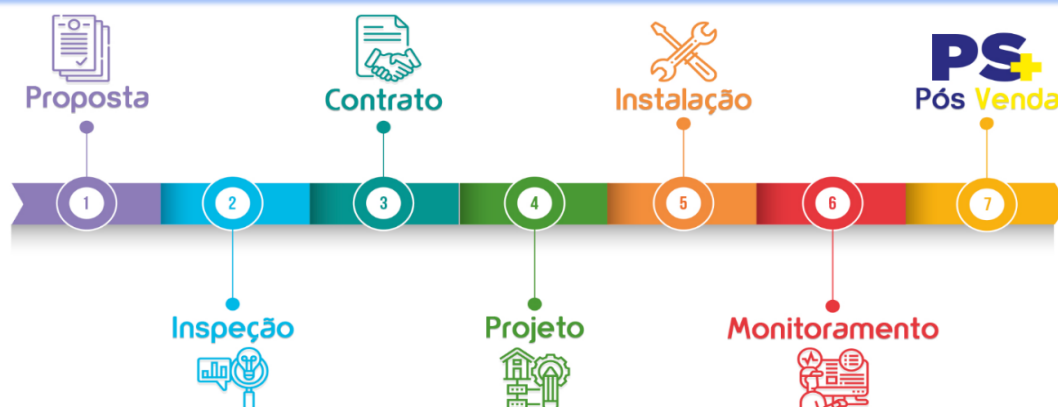 Proposta
Contrato
Instalação
PS+
Pós Venda
1
2
3
4
5
6
7
Inspeção
Projeto
Monitoramento